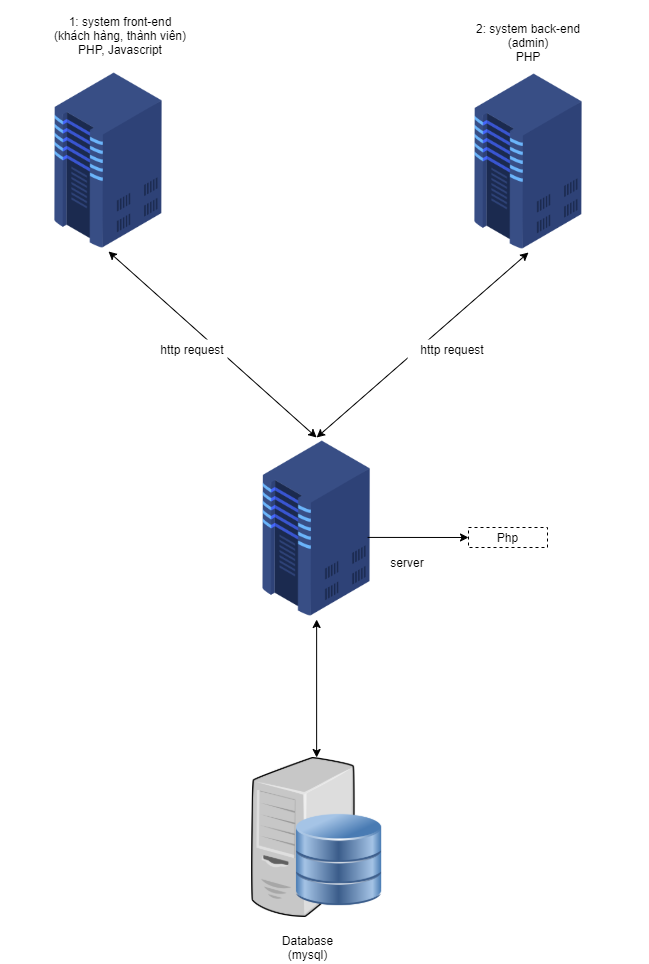 1: system front-end
(khách hàng, thành viên)
PHP, Javascript
2: system back-end
(admin)
PHP
http request
http request
Php
server
Database
(mysql)